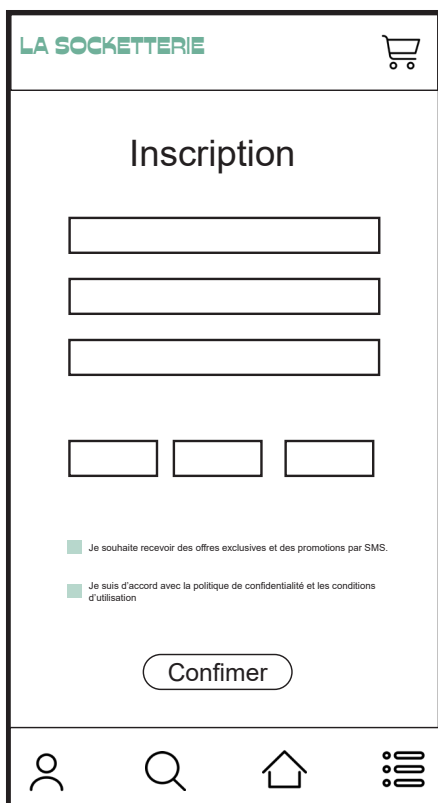 LA SOCKETTERIE
Inscription
Je souhaite recevoir des offres exclusives et des promotions par SMS.
Je suis d'accord avec la politique de confidentialité et les conditions
d'utilisation
Confimer